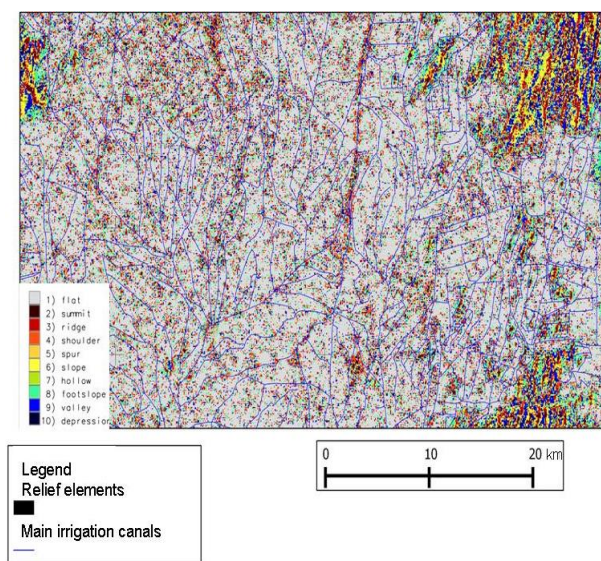 1) flat
2) summit
3) ridge
4) shoulder
5) spur
6) slope
7) hollow
8) footslope
9) valley
10) depression
0 10 20 km
Legend
Relief elements
Main irrigation canals